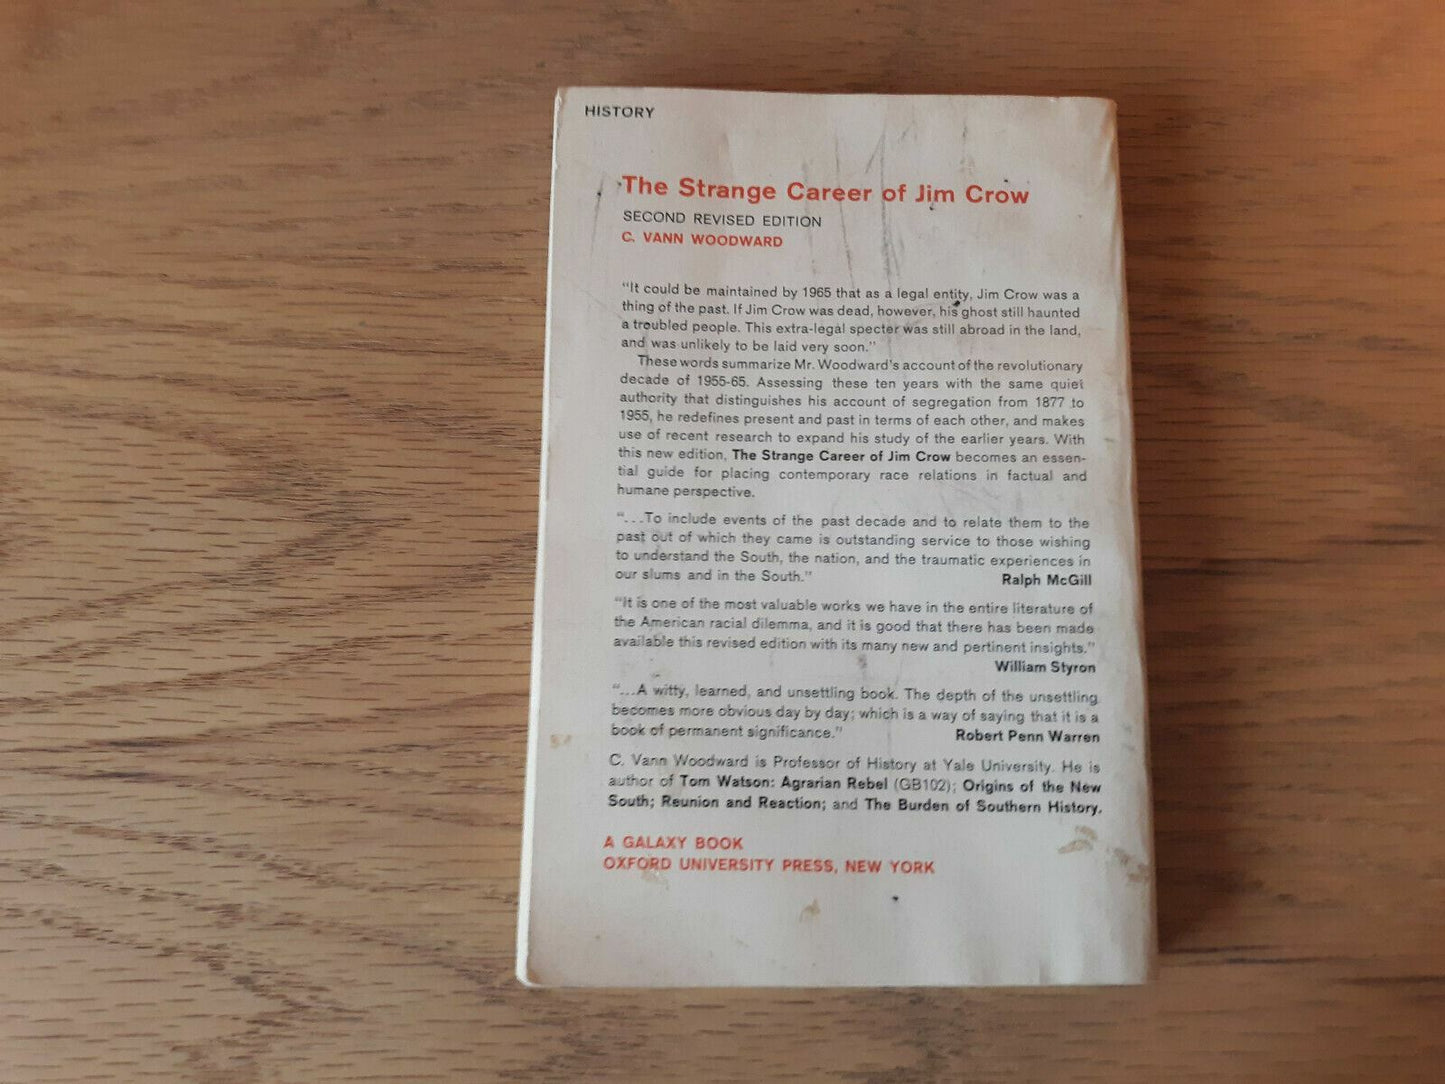 HISTORY
The Strange Career of Jim Crow
SECOND REVISED EDITION
C. VANN WOODWARD
"It could be maintained by 1965 that as a legal entity, Jim Crow was a
thing of the past. If Jim Crow was dead, however, his ghost still haunted
a troubled people. This extra-legal specter was still abroad in the land,
and was unlikely to be laid very soon."
These words summarize Mr. Woodward's account of the revolutionary
decade of 1955-65. Assessing these ten years with the same quiet
authority that distinguishes his account of segregation from 1877 to
1955, he redefines present and past in terms of each other, and makes
use of recent research to expand his study of the earlier years. With
this new edition, The Strange Career of Jim Crow becomes an essen-
tial guide for placing contemporary race relations in factual and
humane perspective.
"...To include events of the past decade and to relate them to the
past out of which they came is outstanding service to those wishing
to understand the South, the nation, and the traumatic experiences in
our slums and in the South." Ralph McGill
"It is one of the most valuable works we have in the entire literature of
the American racial dilemma, and it is good that there has been made
available this revised edition with its many new and pertinent insights."
William Styron
"...A witty, learned, and unsettling book. The depth of the unsettling
becomes more obvious day by day; which is a way of saying that it is a
book of permanent significance." Robert Penn Warren
C. Vann Woodward is Professor of History at Yale University. He is
author of Tom Watson: Agrarian Rebel (GB102); Origins of the New
South; Reunion and Reaction; and The Burden of Southern History.
A GALAXY BOOK
OXFORD UNIVERSITY PRESS, NEW YORK